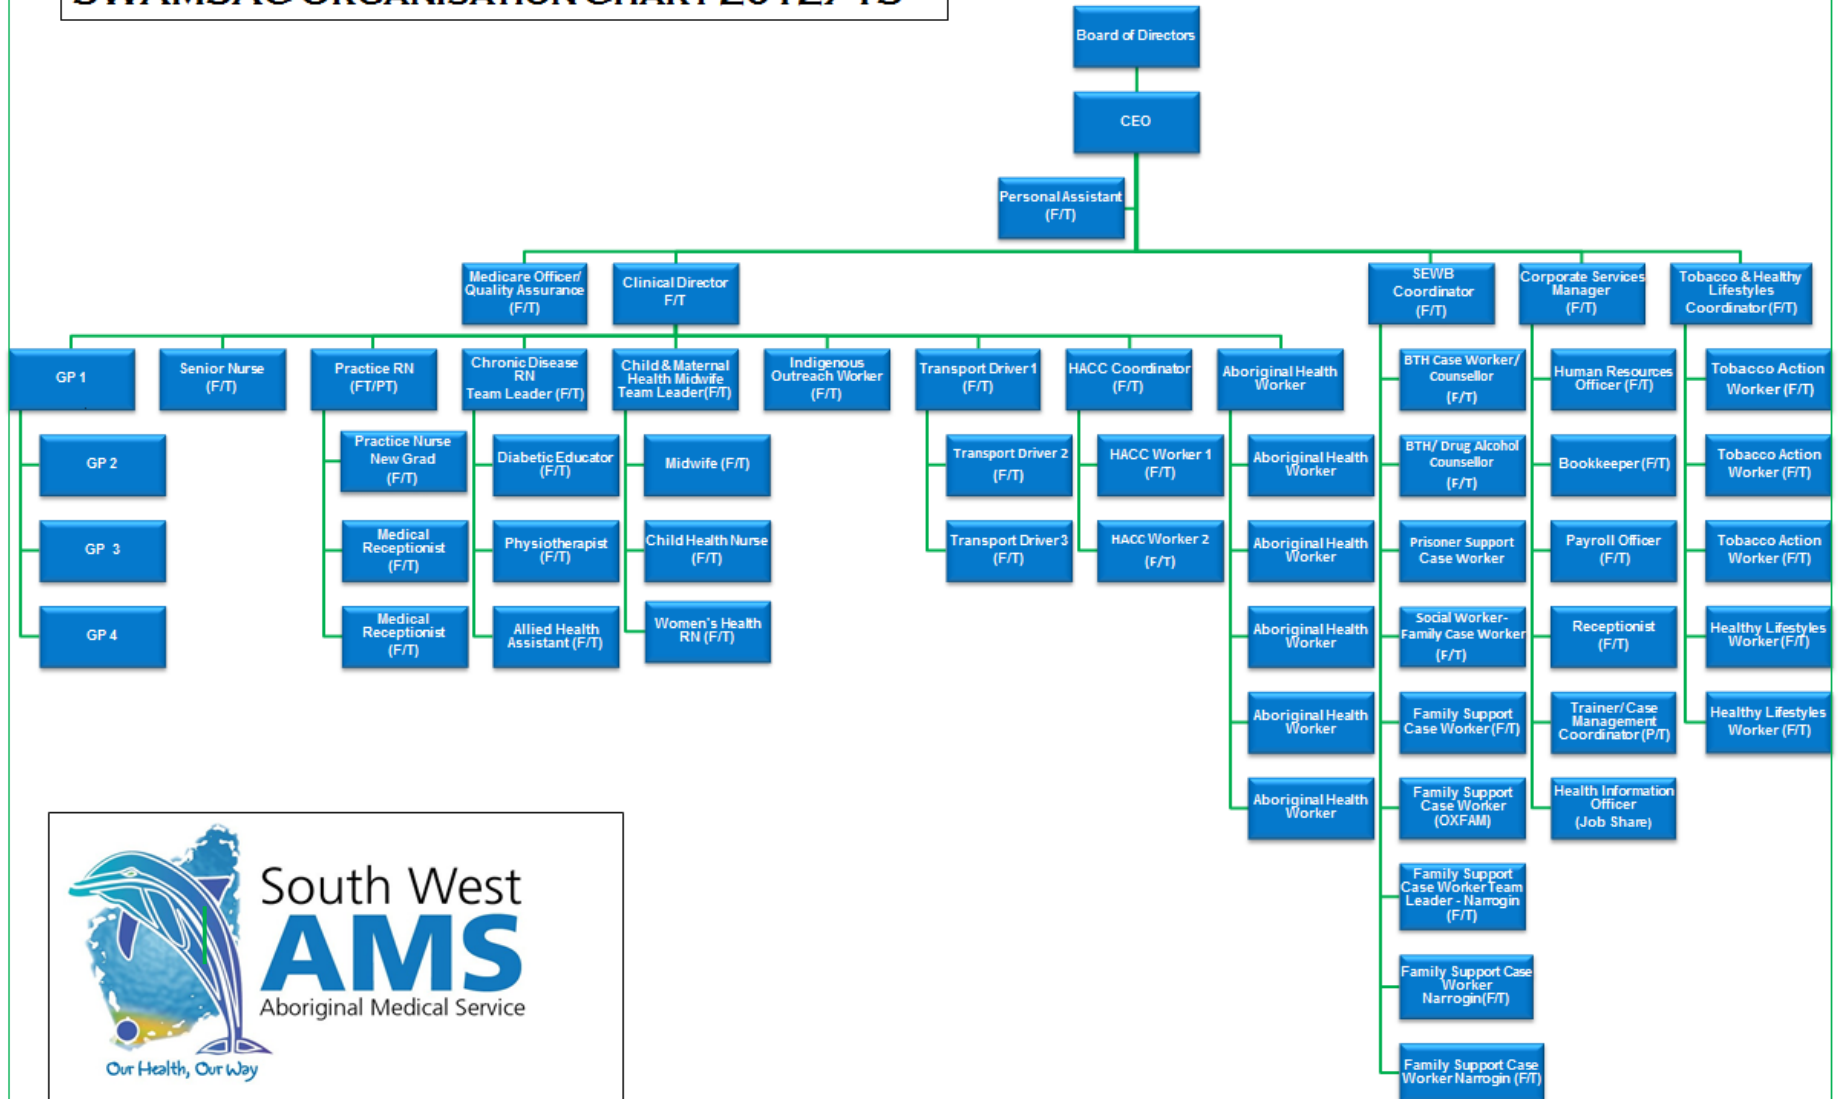 SWAMSAC ORGANISATION CHART 2012/13
Board of Directors
CEO
Personal Assistant
(F/T)
Medicare Officer/
Quality Assurance
(F/T)
Clinical Director
F/T
SEWB
Coordinator
(F/T)
Corporate Services
Manager
(F/T)
Tobacco & Healthy
Lifestyles
Coordinator (F/T)
GP 1
Senior Nurse
(F/T)
Practice RN
(FT/PT)
Chronic Disease
RN
Team Leader (F/T)
Child & Maternal
Health Midwife
Team Leader(F/T)
Indigenous
Outreach Worker
(F/T)
Transport Driver 1
(F/T)
HACC Coordinator
(F/T)
Aboriginal Health
Worker
BTH Case Worker/
Counsellor
(F/T)
Human Resources
Officer (F/T)
Tobacco Action
Worker (F/T)
GP 2
Practice Nurse
New Grad
(F/T)
Diabetic Educator
(F/T)
Midwife (F/T)
Transport Driver 2
(F/T)
HACC Worker 1
(F/T)
Aboriginal Health
Worker
BTH/ Drug Alcohol
Counsellor
(F/T)
Bookkeeper (F/T)
Tobacco Action
Worker (F/T)
GP 3
Medical
Receptionist
(F/T)
Physiotherapist
(F/T)
Child Health Nurse
(F/T)
Transport Driver 3
(F/T)
HACC Worker 2
(F/T)
Aboriginal Health
Worker
Prisoner Support
Case Worker
Payroll Officer
(F/T)
Tobacco Action
Worker (F/T)
GP 4
Medical
Receptionist
(F/T)
Allied Health
Assistant (F/T)
Women's Health
RN (F/T)
Aboriginal Health
Worker
Social Worker-
Family Case Worker
(F/T)
Receptionist
(F/T)
Healthy Lifestyles
Worker (F/T)
Aboriginal Health
Worker
Family Support
Case Worker (F/T)
Trainer/ Case
Management
Coordinator (P/T)
Healthy Lifestyles
Worker (F/T)
Aboriginal Health
Worker
Family Support
Case Worker
(OXFAM)
Health Information
Officer
(Job Share)
Family Support
Case Worker Team
Leader - Narrogin
(F/T)
Family Support Case
Worker
Narrogin(F/T)
Family Support Case
Worker Narrogin (F/T)
South West
AMS
Aboriginal Medical Service
Our Health, Our Way